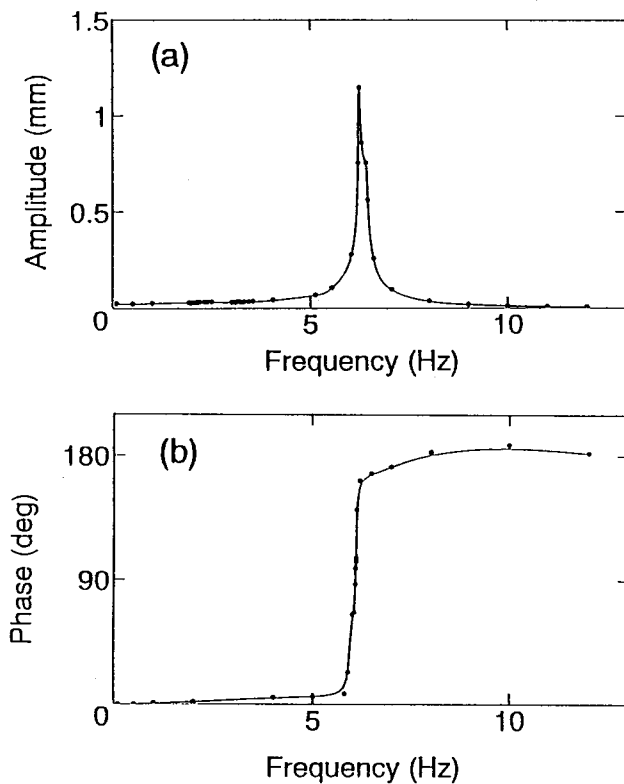 1.5
(a)
1
0.5
0
5
10
Amplitude (mm)
Frequency (Hz)
180
(b)
90
0
5
10
Phase (deg)
Frequency (Hz)